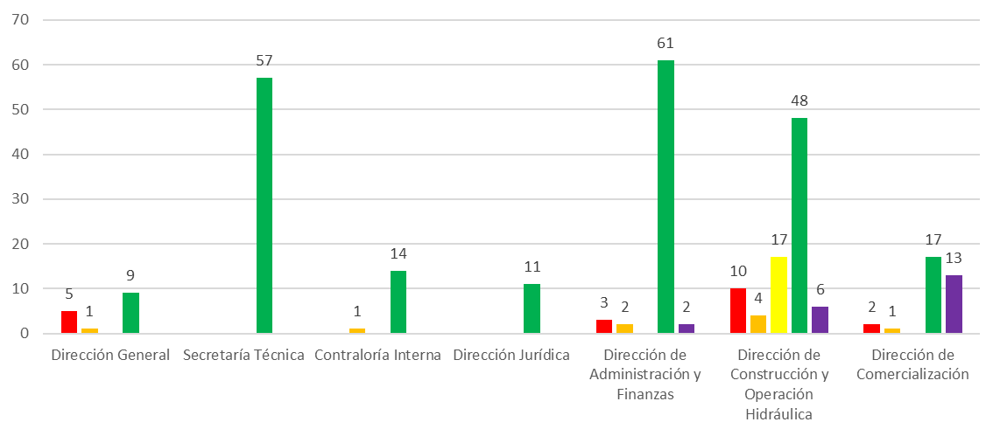 70
60
50
40
30
20
10
0
5
1
9
57
1
14
11
3
2
61
2
10
4
17
48
6
2
1
17
13
Dirección General
Secretaría Técnica
Contraloría Interna
Dirección Jurídica
Dirección de
Administración y
Finanzas
Dirección de
Construcción y
Operación
Hidráulica
Dirección de
Comercialización